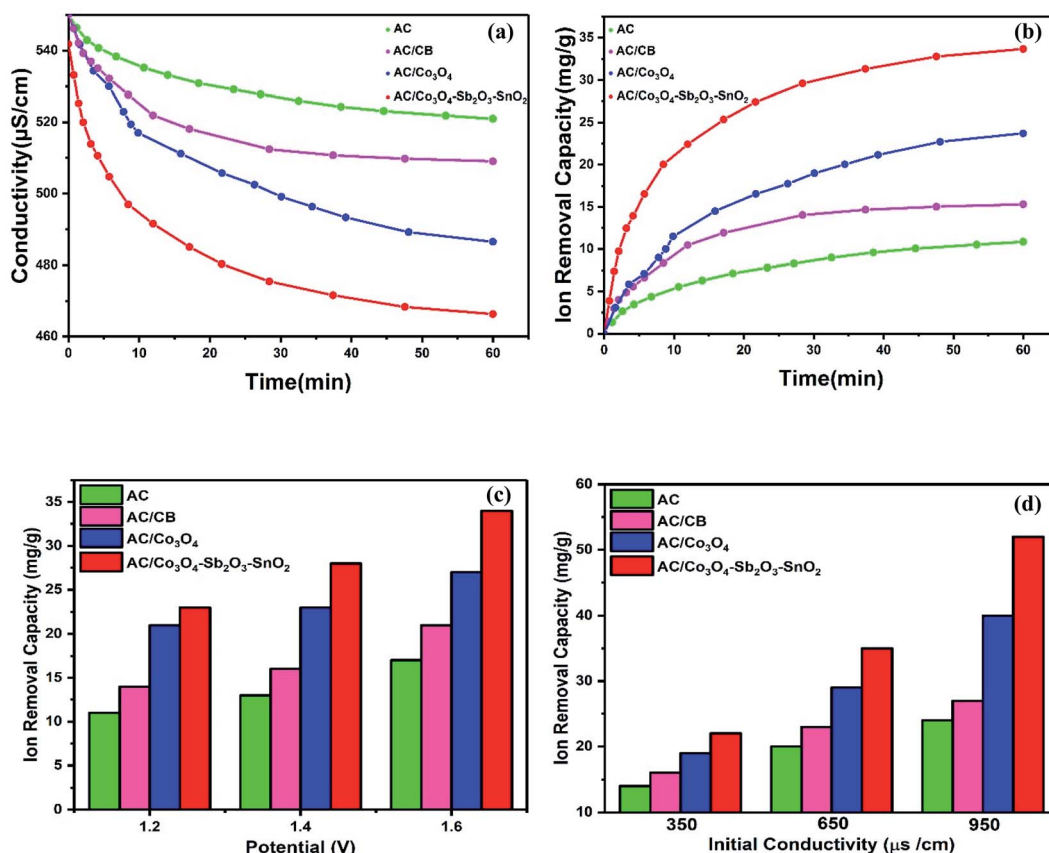 (a)
AC
AC/CB
AC/Co₃O₄
AC/Co₃O₄-Sb₂O₃-SnO₂
Conductivity(µS/cm)
540
520
500
480
460
0 10 20 30 40 50 60
Time(min)
(b)
AC
AC/CB
AC/Co₃O₄
AC/Co₃O₄-Sb₂O₃-SnO₂
Ion Removal Capacity(mg/g)
35
30
25
20
15
10
5
0
0 10 20 30 40 50 60
Time(min)
(c)
AC
AC/CB
AC/Co₃O₄
AC/Co₃O₄-Sb₂O₃-SnO₂
Ion Removal Capacity (mg/g)
35
30
25
20
15
10
5
0
1.2 1.4 1.6
Potential (V)
(d)
AC
AC/CB
AC/Co₃O₄
AC/Co₃O₄-Sb₂O₃-SnO₂
Ion Removal Capacity (mg/g)
60
50
40
30
20
10
350 650 950
Initial Conductivity (µs /cm)